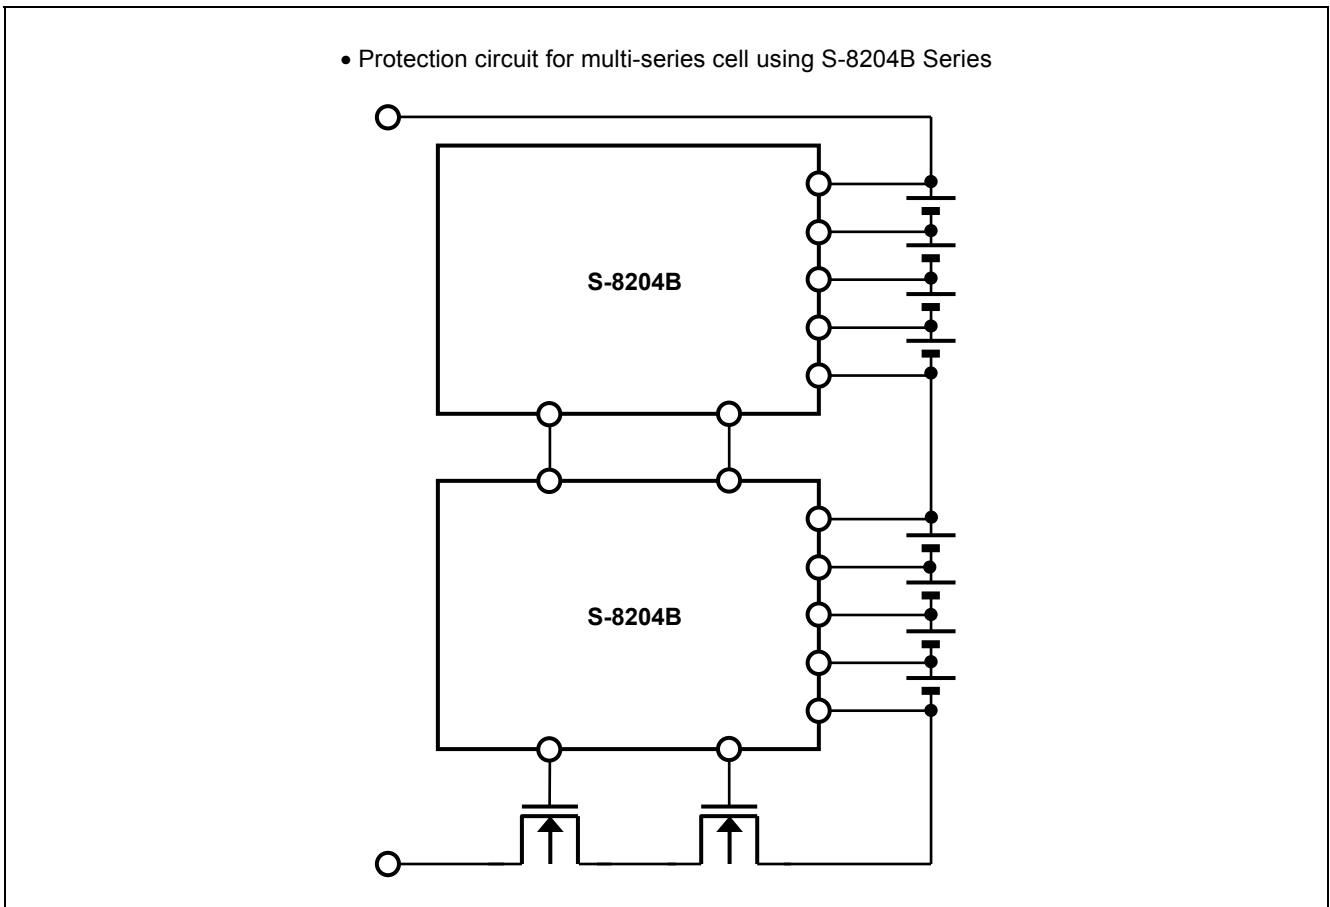 • Protection circuit for multi-series cell using S-8204B Series
S-8204B
S-8204B